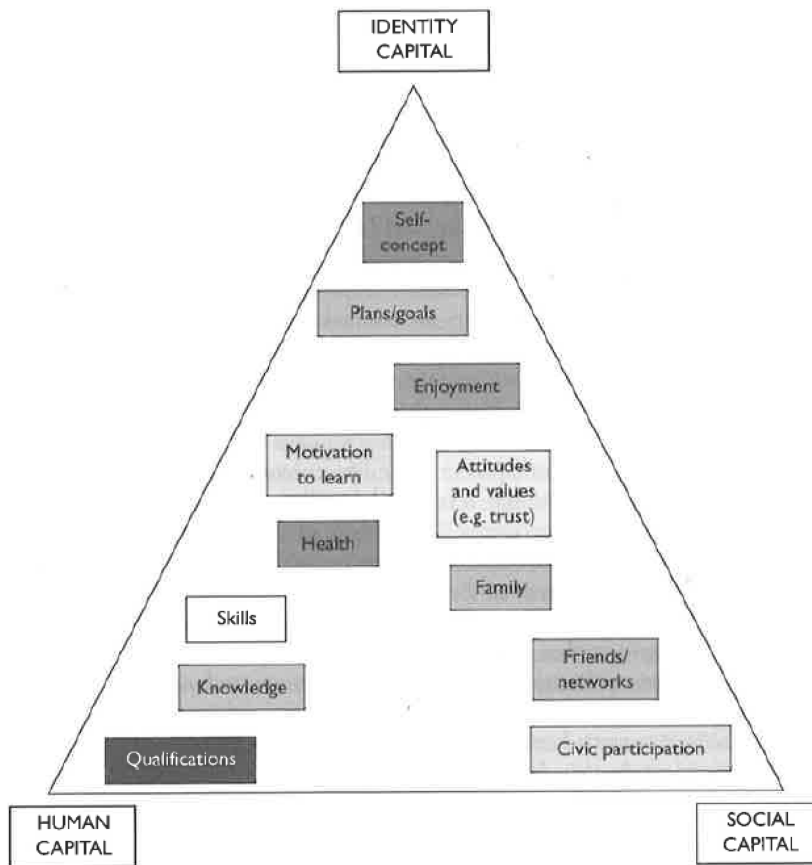 IDENTITY
CAPITAL
Self-
concept
Plans/goals
Enjoyment
Motivation
to learn
Attitudes
and values
(e.g. trust)
Health
Family
Skills
Friends/
networks
Knowledge
Qualifications
Civic participation
HUMAN
CAPITAL
SOCIAL
CAPITAL